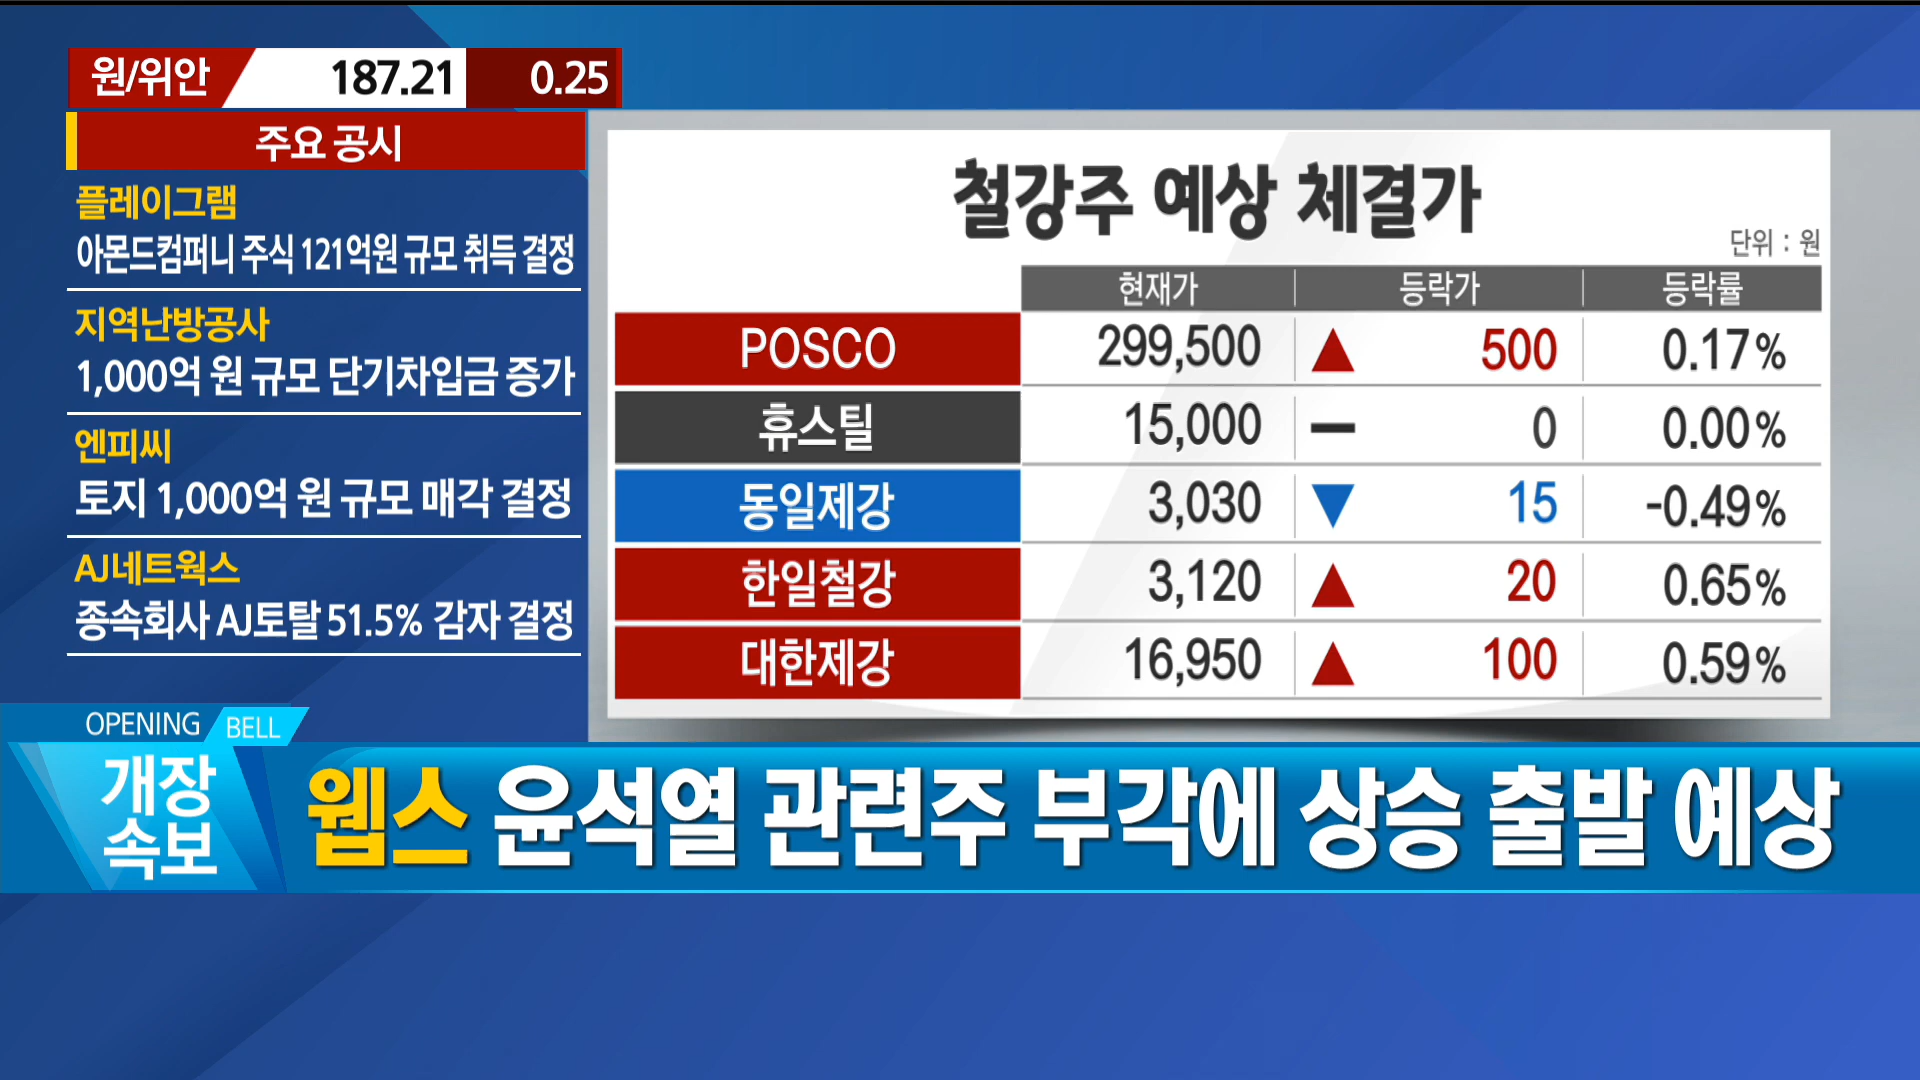 원/위안 187.21 0.25
주요 공시
플레이그램
아몬드컴퍼니 주식 121억원 규모 취득 결정
지역난방공사
1,000억 원 규모 단기차입금 증가
엔피씨
토지 1,000억 원 규모 매각 결정
AJ네트웍스
종속회사 AJ토탈 51.5% 감자 결정
철강주 예상 체결가
단위 : 원
현재가 등락가 등락률
POSCO 299,500 ▲ 500 0.17%
휴스틸 15,000 ― 0 0.00%
동일제강 3,030 ▼ 15 -0.49%
한일철강 3,120 ▲ 20 0.65%
대한제강 16,950 ▲ 100 0.59%
OPENING BELL
개장
속보
웹스 윤석열 관련주 부각에 상승 출발 예상